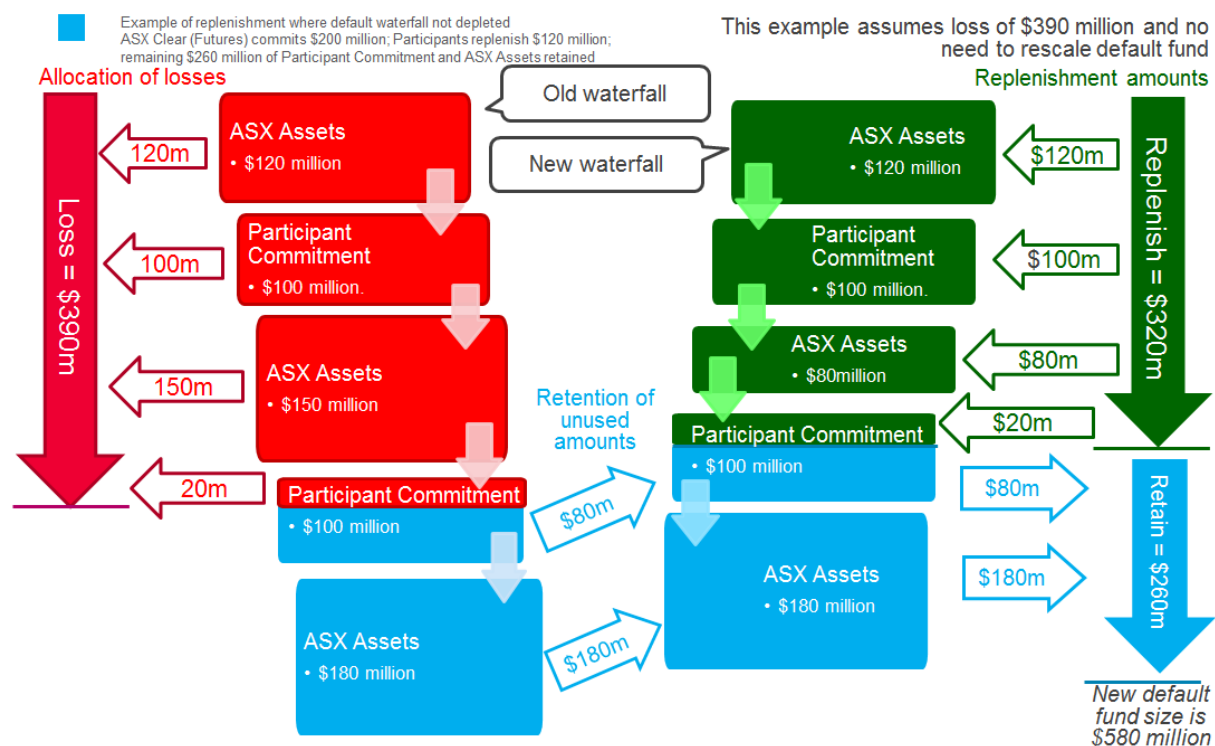 Example of replenishment where default waterfall not depleted
ASX Clear (Futures) commits $200 million; Participants replenish $120 million;
remaining $260 million of Participant Commitment and ASX Assets retained
This example assumes loss of $390 million and no
need to rescale default fund
Allocation of losses
Replenishment amounts
Old waterfall
New waterfall
Loss = $390m
120m
100m
150m
20m
ASX Assets
• $120 million
Participant
Commitment
• $100 million.
ASX Assets
• $150 million
Participant Commitment
• $100 million
ASX Assets
• $180 million
Retention of
unused
amounts
$80m
$180m
ASX Assets
• $120 million
Participant
Commitment
• $100 million.
ASX Assets
• $80million
Participant Commitment
• $100 million
ASX Assets
• $180 million
$120m
$100m
$80m
$20m
$80m
$180m
Replenish = $320m
Retain = $260m
New default
fund size is
$580 million